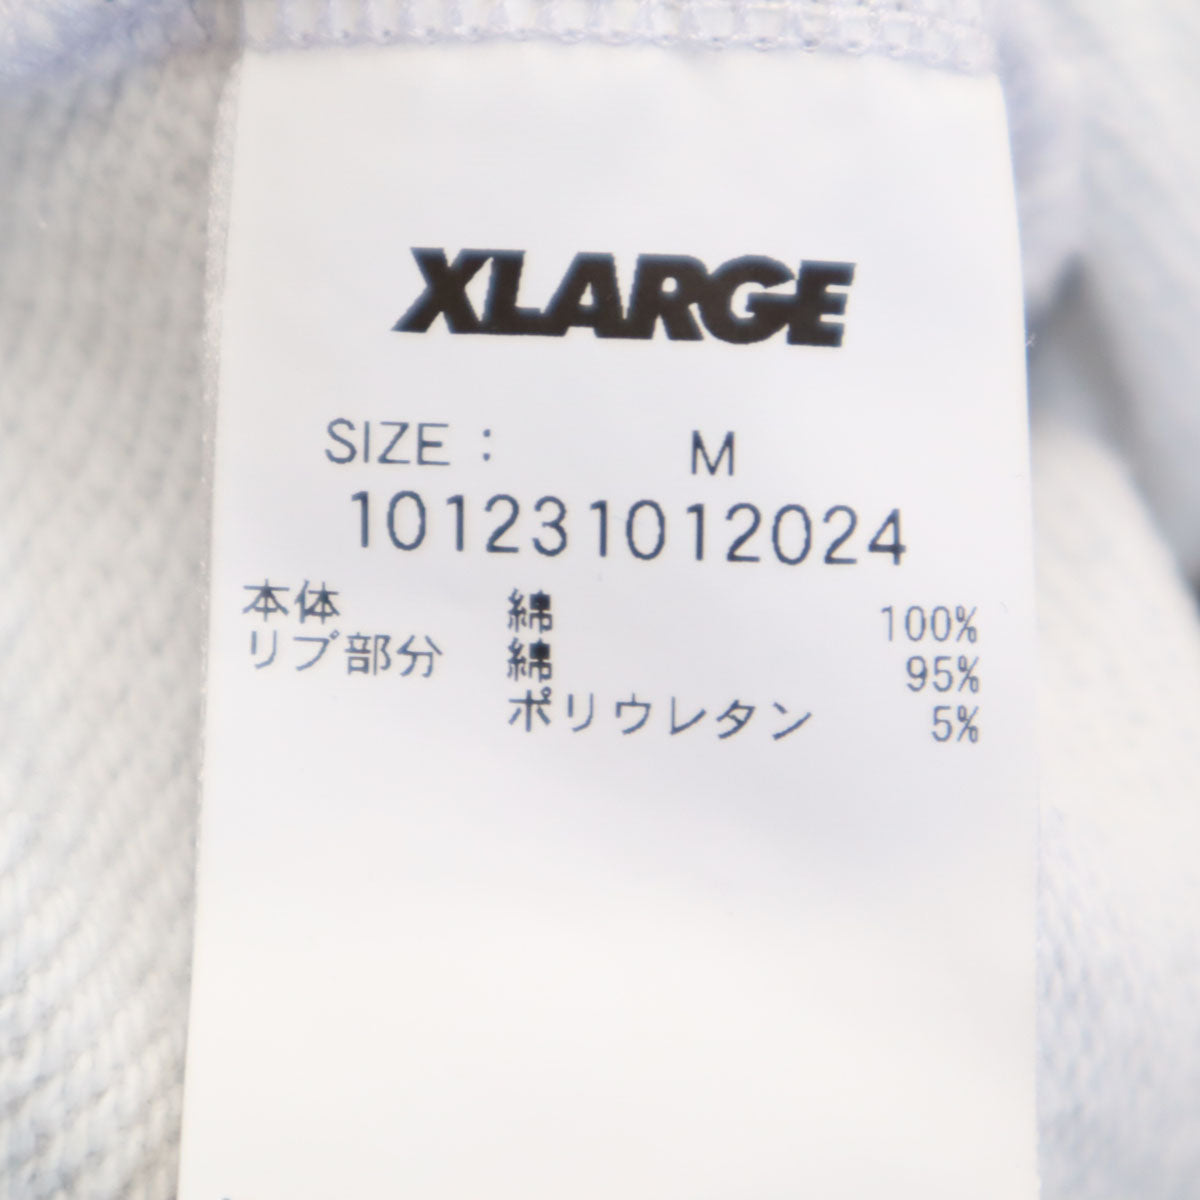 XLARGE
SIZE : M
101231012024
本体 綿 100%
リブ部分 綿 95%
ポリウレタン 5%